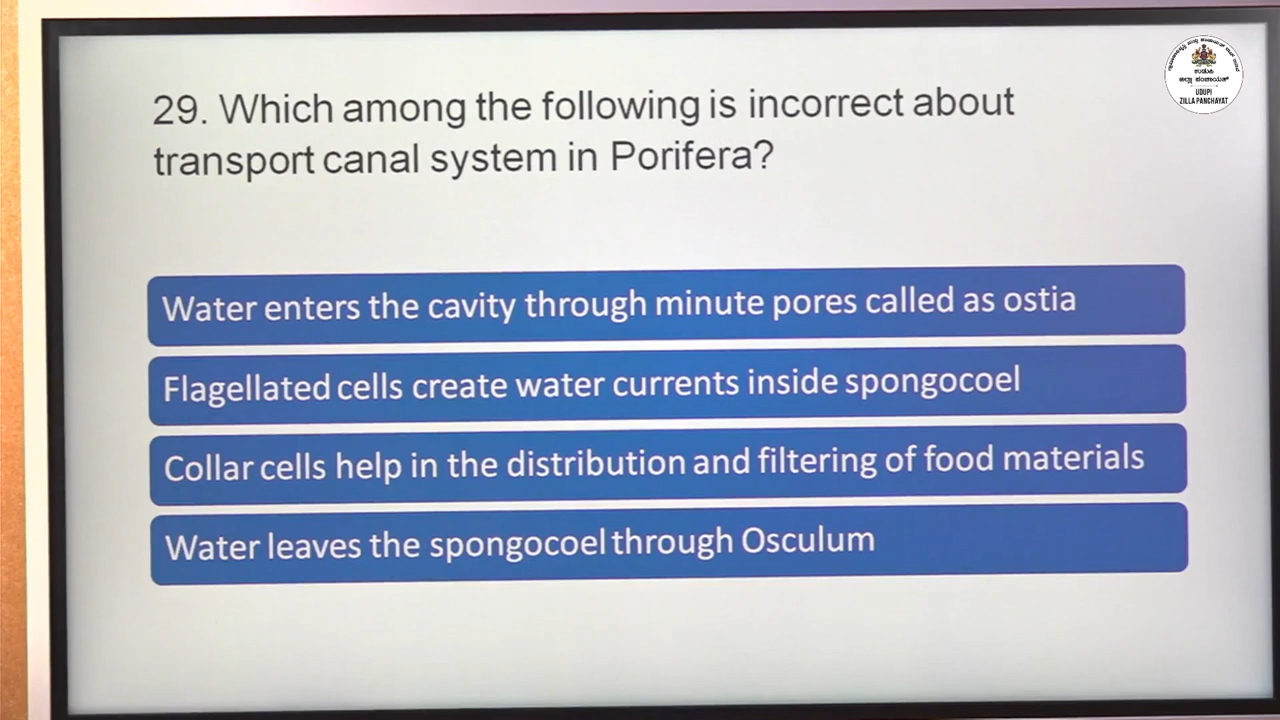 29. Which among the following is incorrect about
transport canal system in Porifera?
Water enters the cavity through minute pores called as ostia
Flagellated cells create water currents inside spongocoel
Collar cells help in the distribution and filtering of food materials
Water leaves the spongocoel through Osculum
ಉಡುಪಿ
ಜಿಲ್ಲಾ ಪಂಚಾಯತ್
UDUPI
ZILLA PANCHAYAT